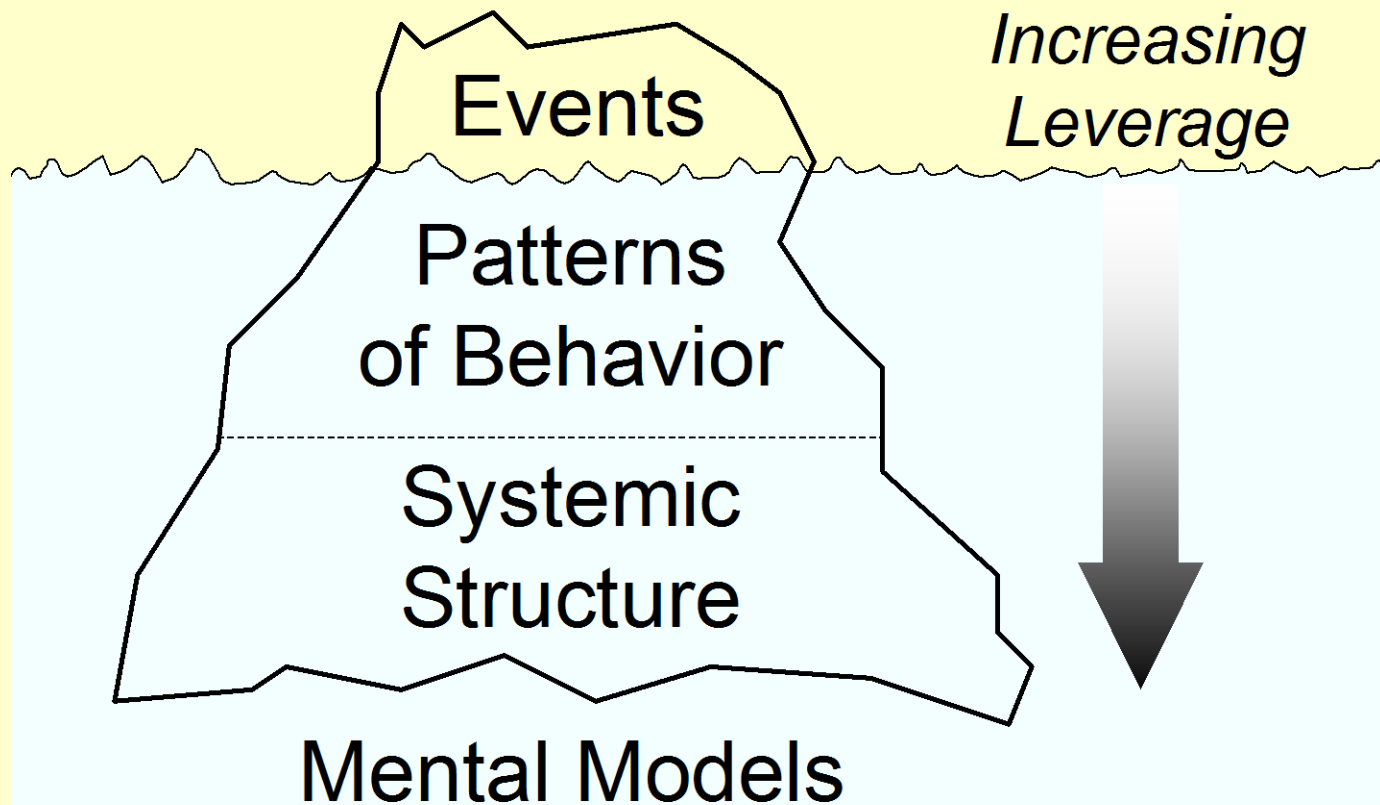 Events
Increasing
Leverage
Patterns
of Behavior
Systemic
Structure
Mental Models